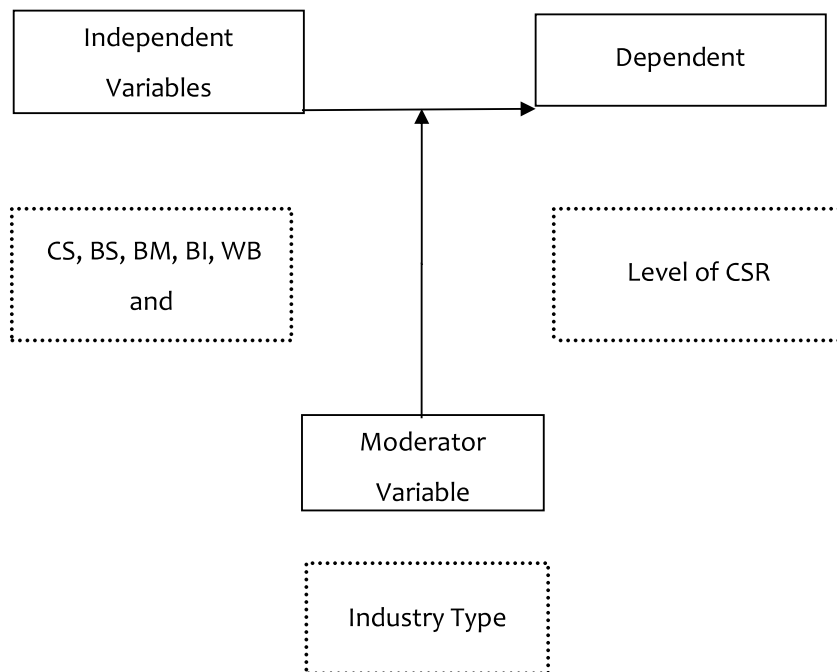 Independent
Variables
Dependent
CS, BS, BM, BI, WB
and
Level of CSR
Moderator
Variable
Industry Type